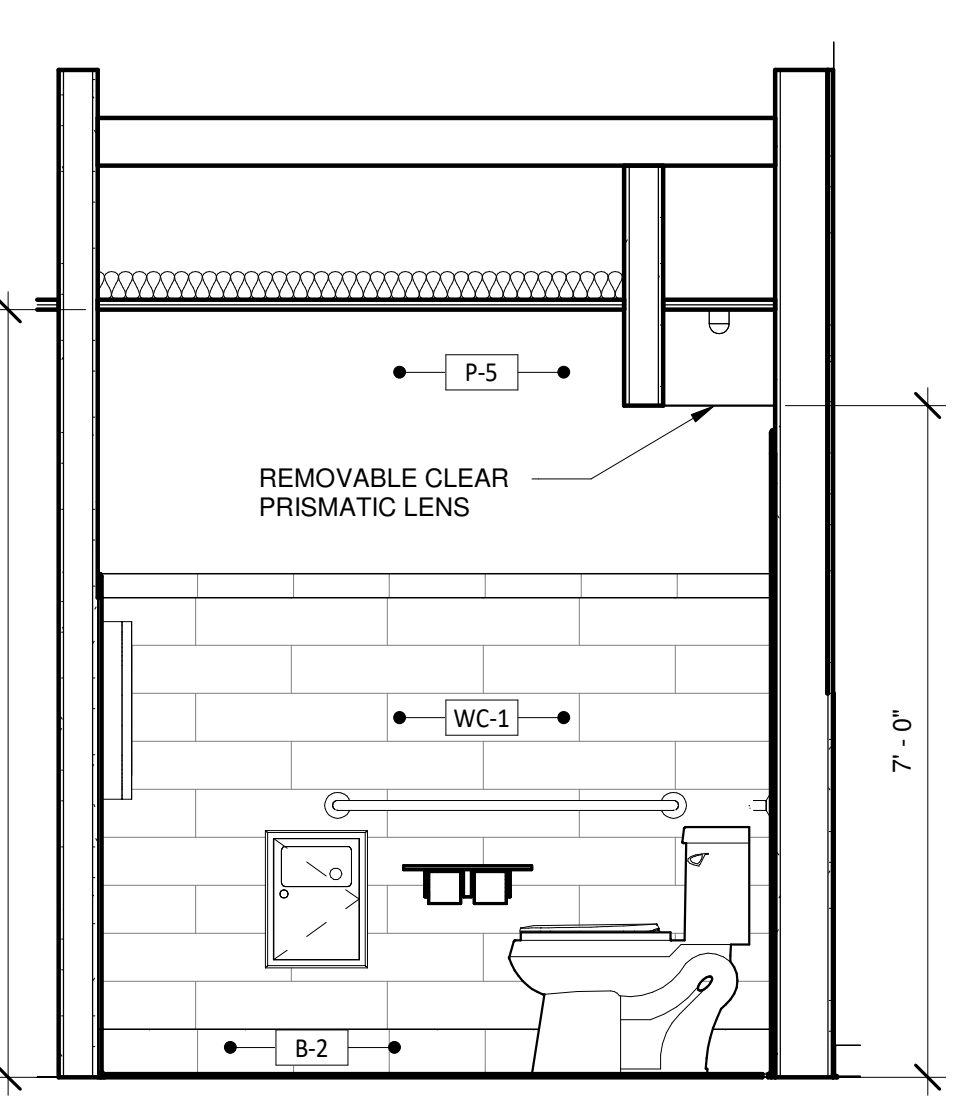 P-5
REMOVABLE CLEAR
PRISMATIC LENS
WC-1
7' - 0"
B-2